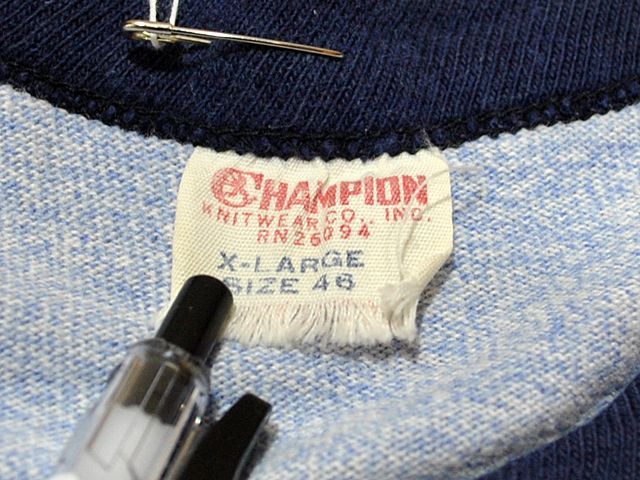 CHAMPION
KNITWEAR CO., INC.
RN26094
X-LARGE
SIZE 46